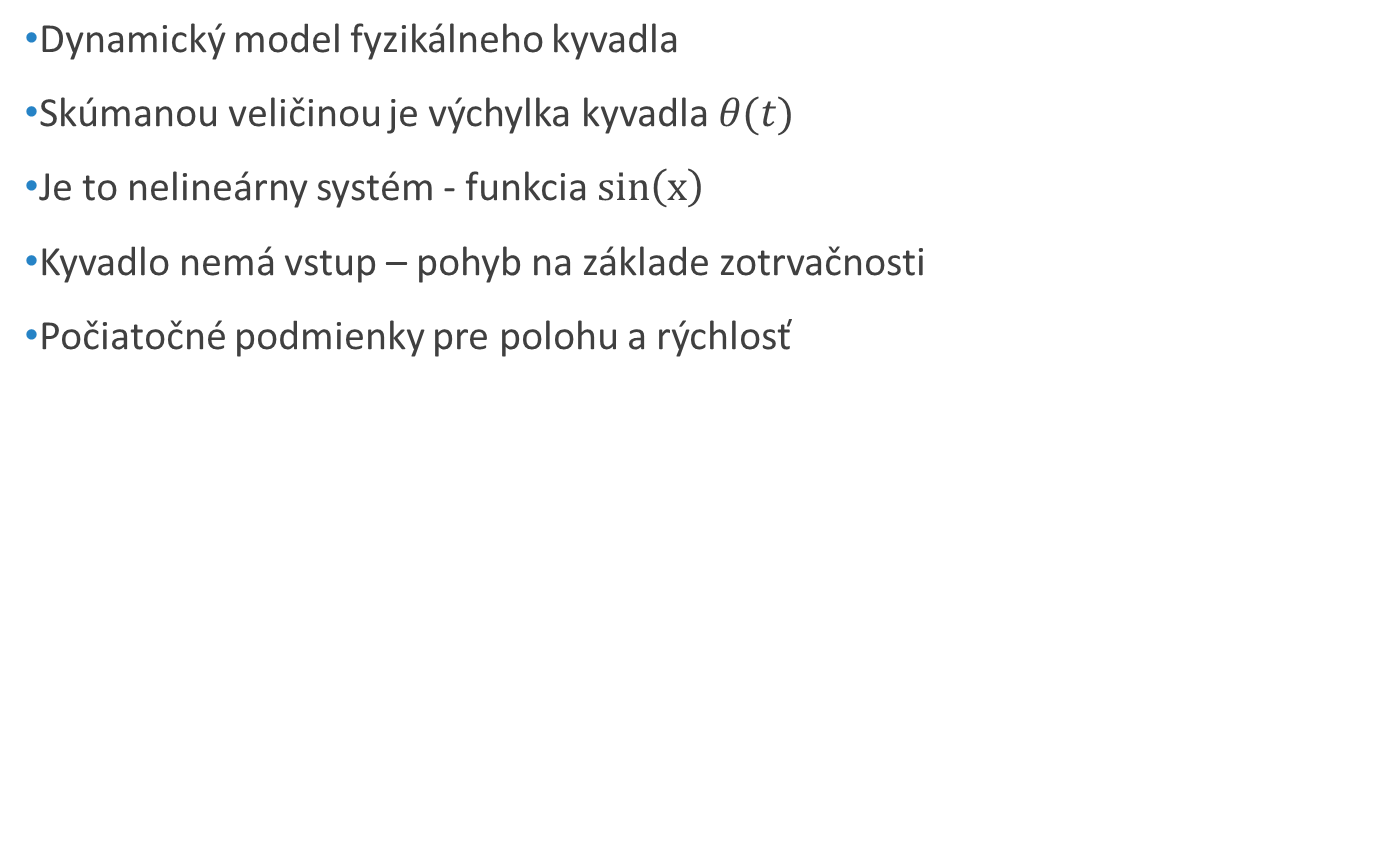 •Dynamický model fyzikálneho kyvadla
•Skúmanou veličinou je výchylka kyvadla 𝜃(𝑡)
•Je to nelineárny systém - funkcia sin(x)
•Kyvadlo nemá vstup – pohyb na základe zotrvačnosti
•Počiatočné podmienky pre polohu a rýchlosť